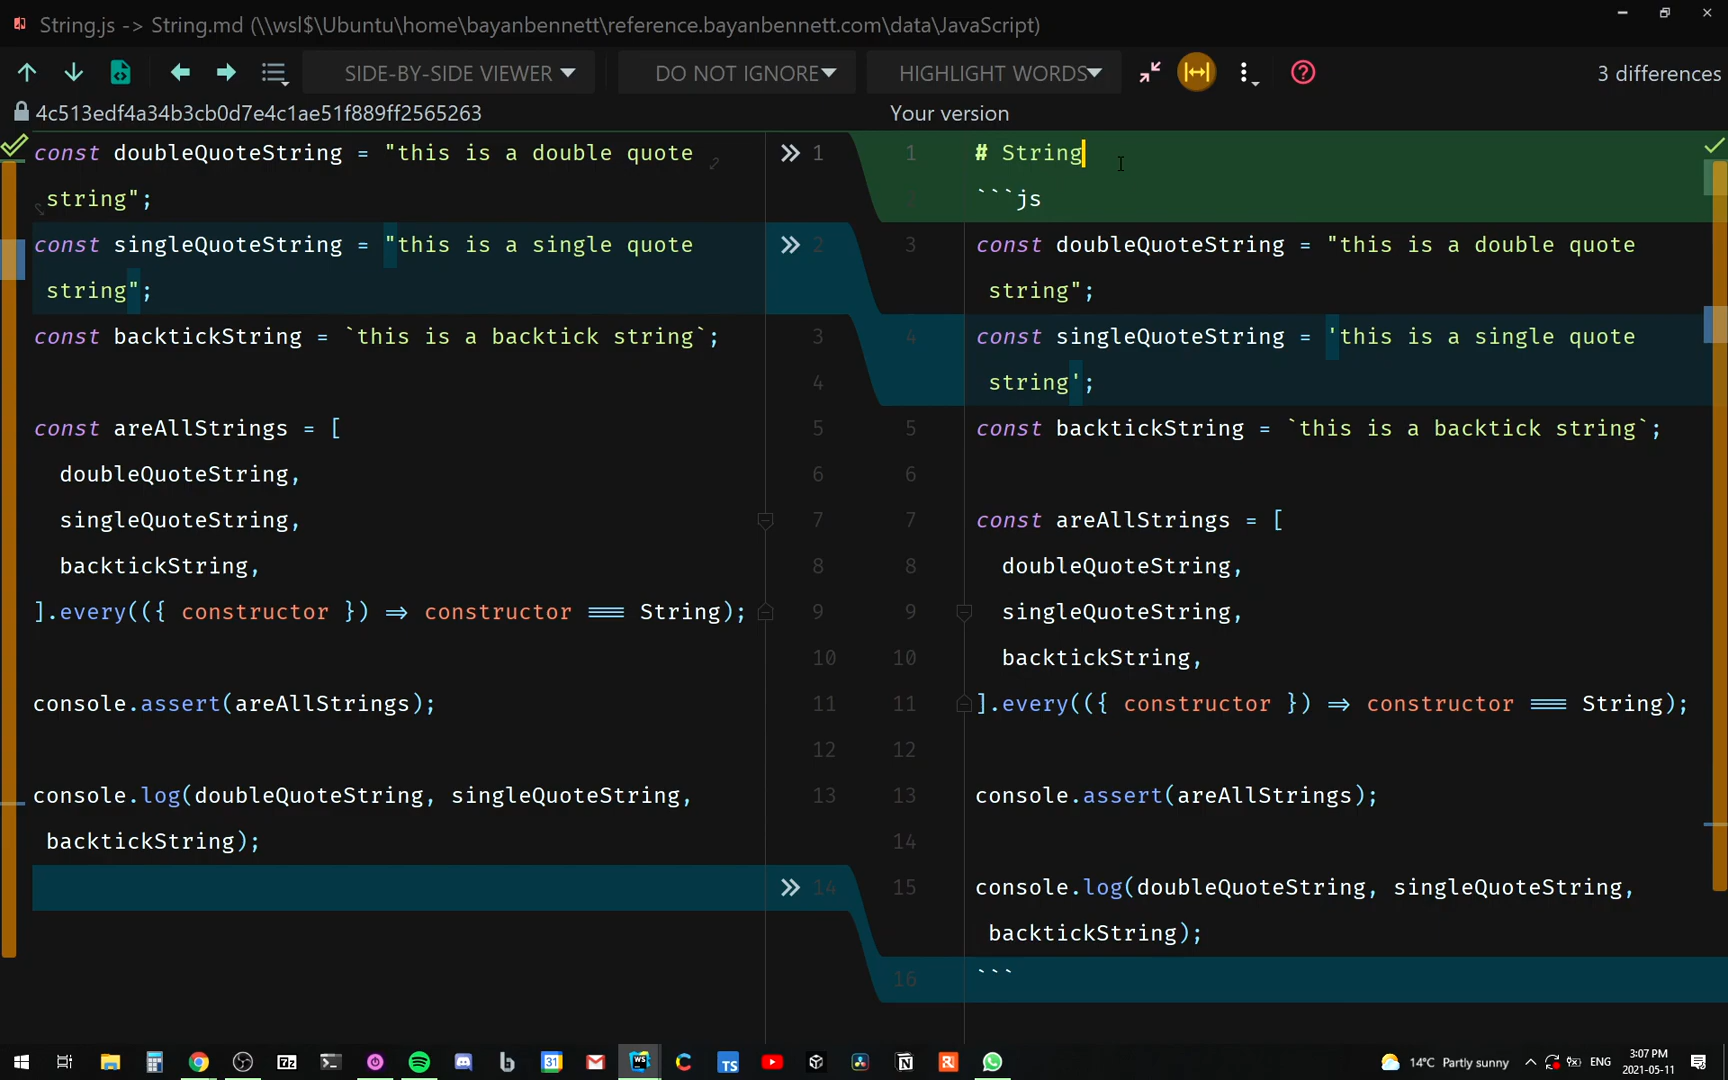 String.js -> String.md (\\wsl$\Ubuntu\home\bayanbennett\reference.bayanbennett.com\data\JavaScript)
SIDE-BY-SIDE VIEWER
DO NOT IGNORE
HIGHLIGHT WORDS
3 differences
4c513edf4a34b3cb0d7e4c1ae51f889ff2565263
const doubleQuoteString = "this is a double quote
string";
const singleQuoteString = "this is a single quote
string";
const backtickString = `this is a backtick string`;
const areAllStrings = [
doubleQuoteString,
singleQuoteString,
backtickString,
].every(({ constructor }) => constructor === String);
console.assert(areAllStrings);
console.log(doubleQuoteString, singleQuoteString,
backtickString);
1
2
3
4
5
6
7
8
9
10
11
12
13
14
Your version
1 # String
2 ```js
3 const doubleQuoteString = "this is a double quote
string";
4 const singleQuoteString = 'this is a single quote
string';
5 const backtickString = `this is a backtick string`;
6
7 const areAllStrings = [
8 doubleQuoteString,
9 singleQuoteString,
10 backtickString,
11 ].every(({ constructor }) => constructor === String);
12
13 console.assert(areAllStrings);
14
15 console.log(doubleQuoteString, singleQuoteString,
backtickString);
16 ```
7z
b
31
WS
C
TS
N
14°C Partly sunny
ENG
3:07 PM
2021-05-11